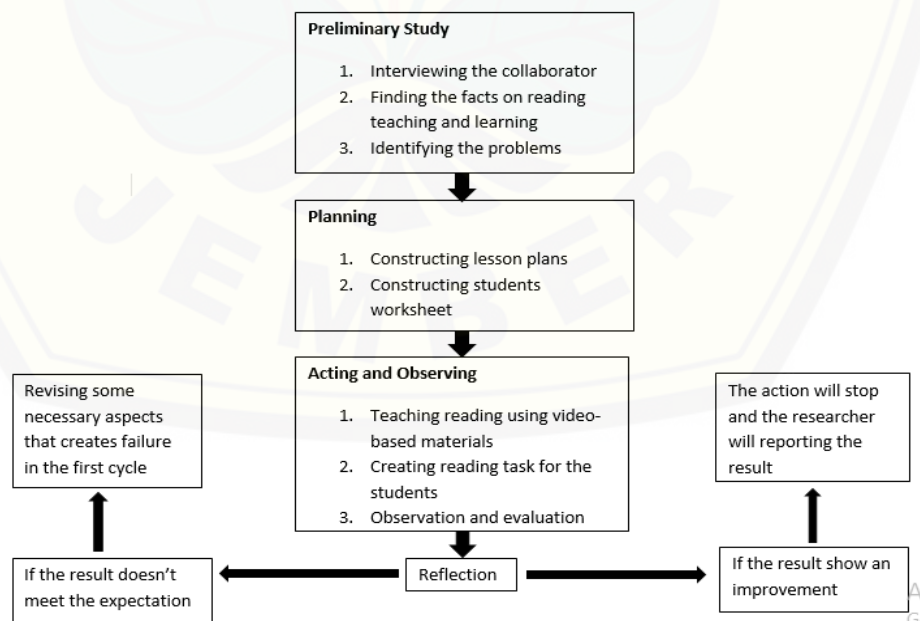 Preliminary Study
1. Interviewing the collaborator
2. Finding the facts on reading
teaching and learning
3. Identifying the problems
Planning
1. Constructing lesson plans
2. Constructing students
worksheet
Acting and Observing
1. Teaching reading using video-
based materials
2. Creating reading task for the
students
3. Observation and evaluation
Revising some
necessary aspects
that creates failure
in the first cycle
The action will stop
and the researcher
will reporting the
result
If the result doesn’t
meet the expectation
Reflection
If the result show an
improvement
JEMBER